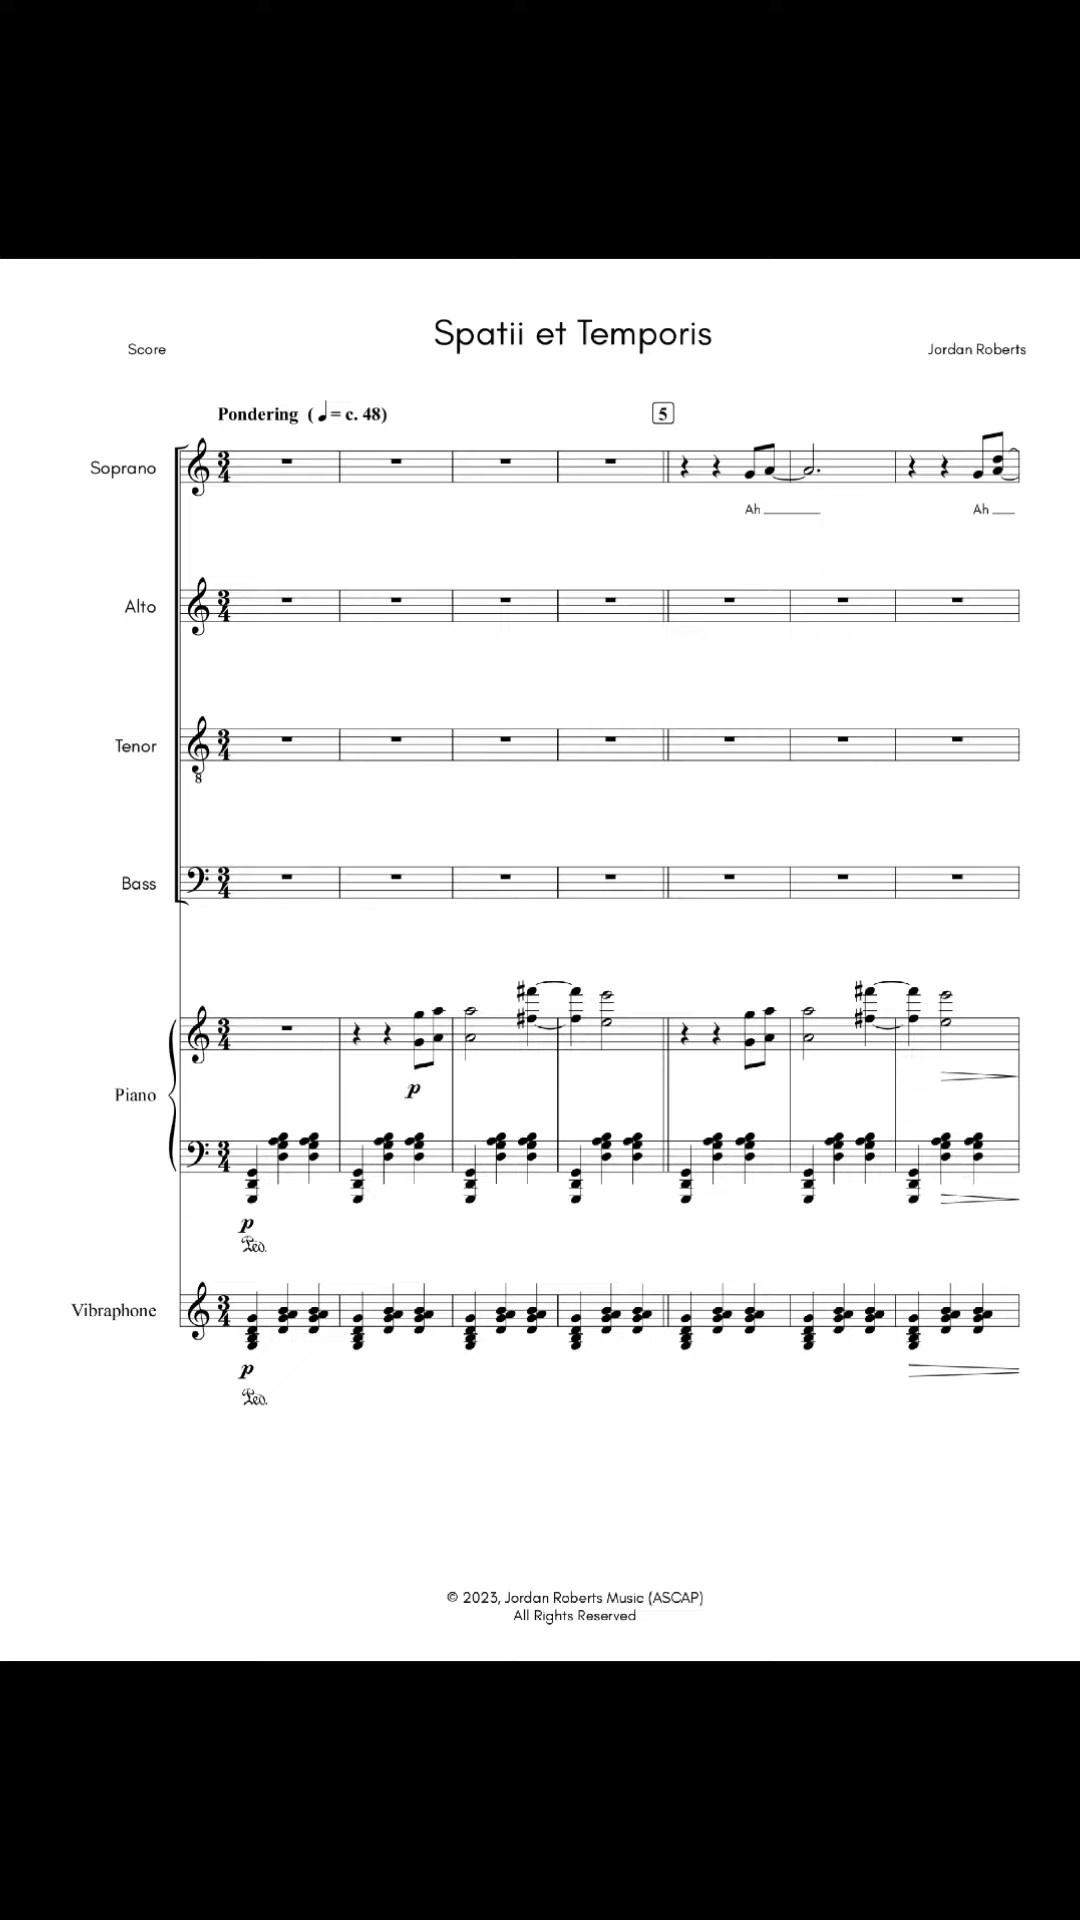 Spatii et Temporis
Score
Jordan Roberts
Pondering ( ♩ = c. 48)
5
Soprano
Ah
Ah
Alto
Tenor
8
Bass
Piano
p
p
Ped.
Vibraphone
p
Ped.
© 2023, Jordan Roberts Music (ASCAP)
All Rights Reserved